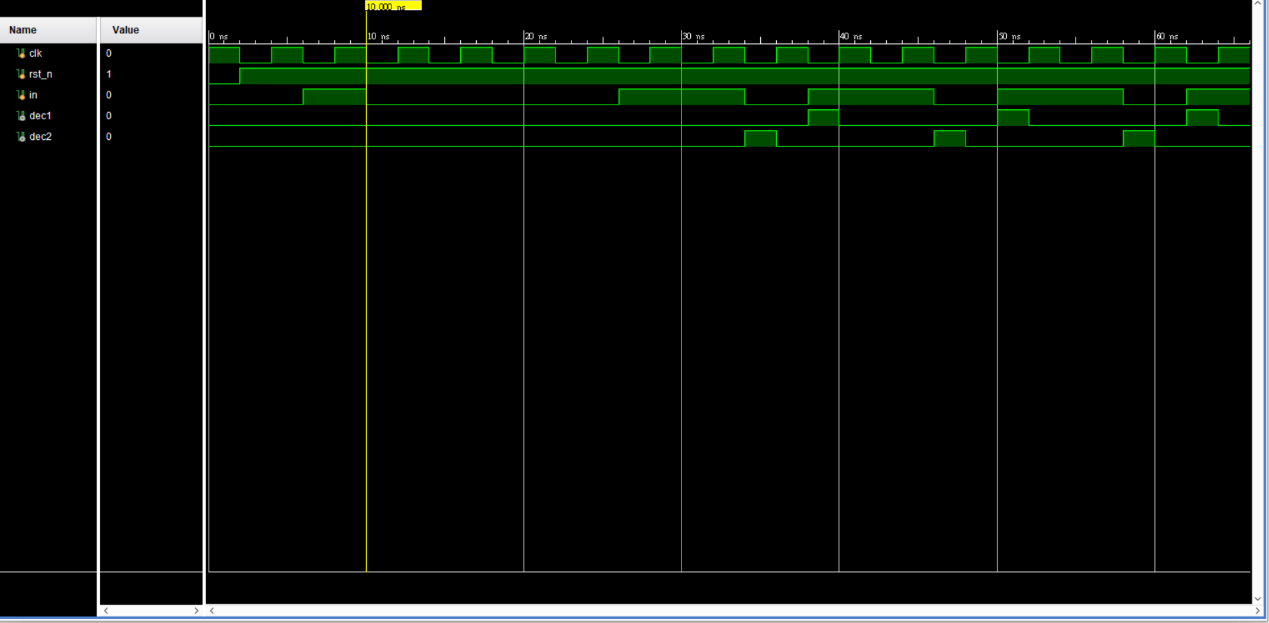 10.000 ns
Name Value
0 ns 10 ns 20 ns 30 ns 40 ns 50 ns 60 ns
clk 0
rst_n 1
in 0
dec1 0
dec2 0